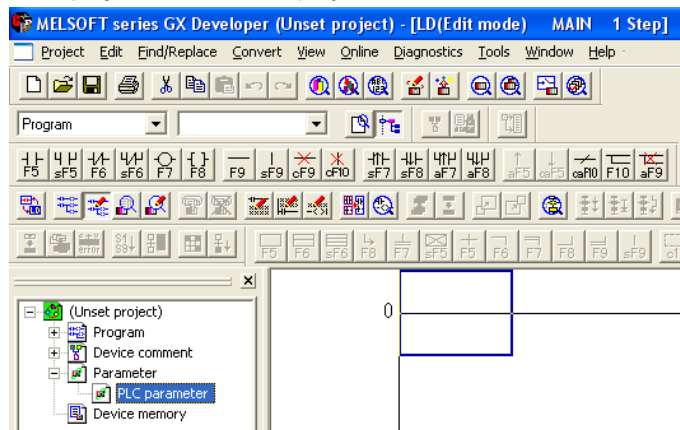 MELSOFT series GX Developer (Unset project) - [LD(Edit mode) MAIN 1 Step]
Project Edit Find/Replace Convert View Online Diagnostics Tools Window Help
Program
F5 sF5 F6 sF6 F7 F8 F9 sF9 cF9 cF10 sF7 sF8 aF7 aF8 aF5 caF5 caF10 F10 aF9
error
F5 F6 sF6 F8 F7 sF5 F5 F6 F7 F8 F9 sF9
0
(Unset project)
Program
Device comment
Parameter
PLC parameter
Device memory